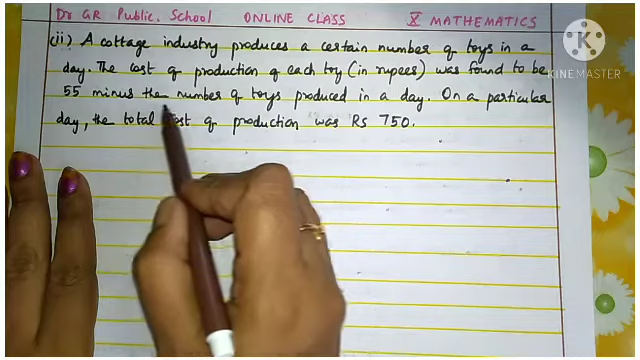 Dr GR Public School ONLINE CLASS X MATHEMATICS
(ii) A cottage industry produces a certain number of toys in a
day. The cost of production of each toy (in rupees) was found to be
55 minus the number of toys produced in a day. On a particular
day, the total cost of production was Rs 750.
KINEMASTER